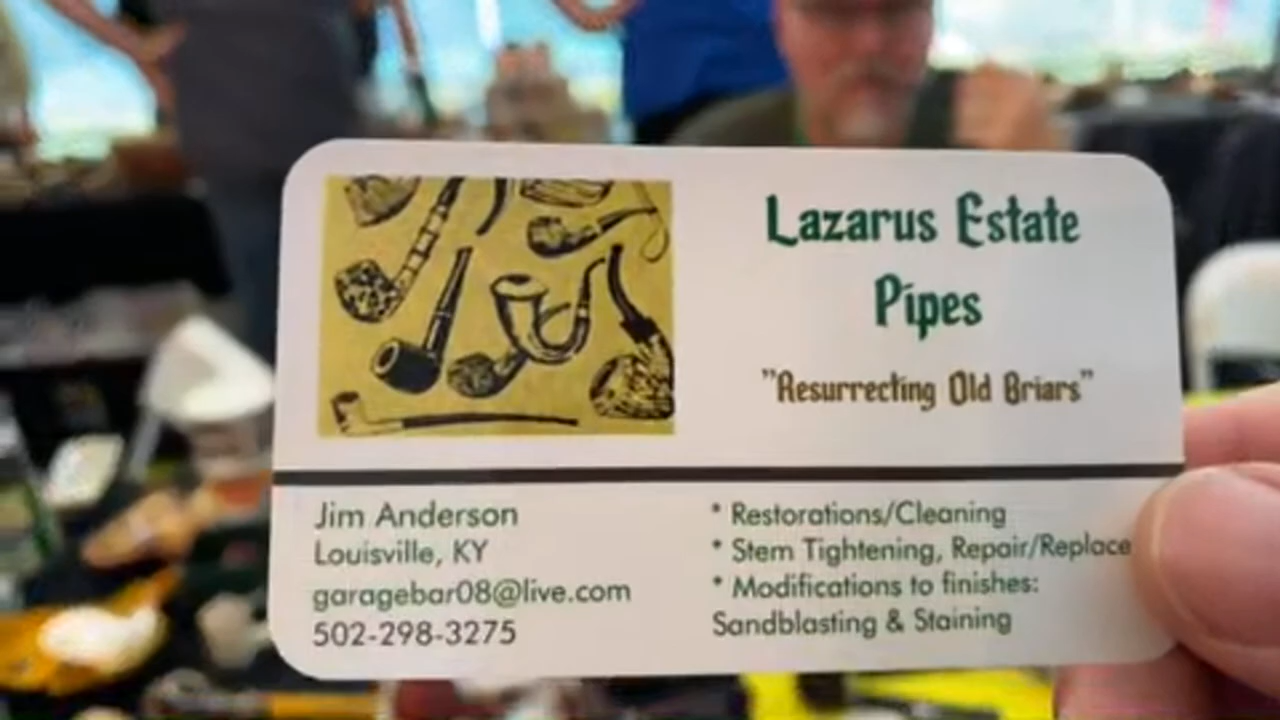 Lazarus Estate
Pipes
"Resurrecting Old Briars"
Jim Anderson
Louisville, KY
garagebar08@live.com
502-298-3275
* Restorations/Cleaning
* Stem Tightening, Repair/Replace
* Modifications to finishes:
Sandblasting & Staining